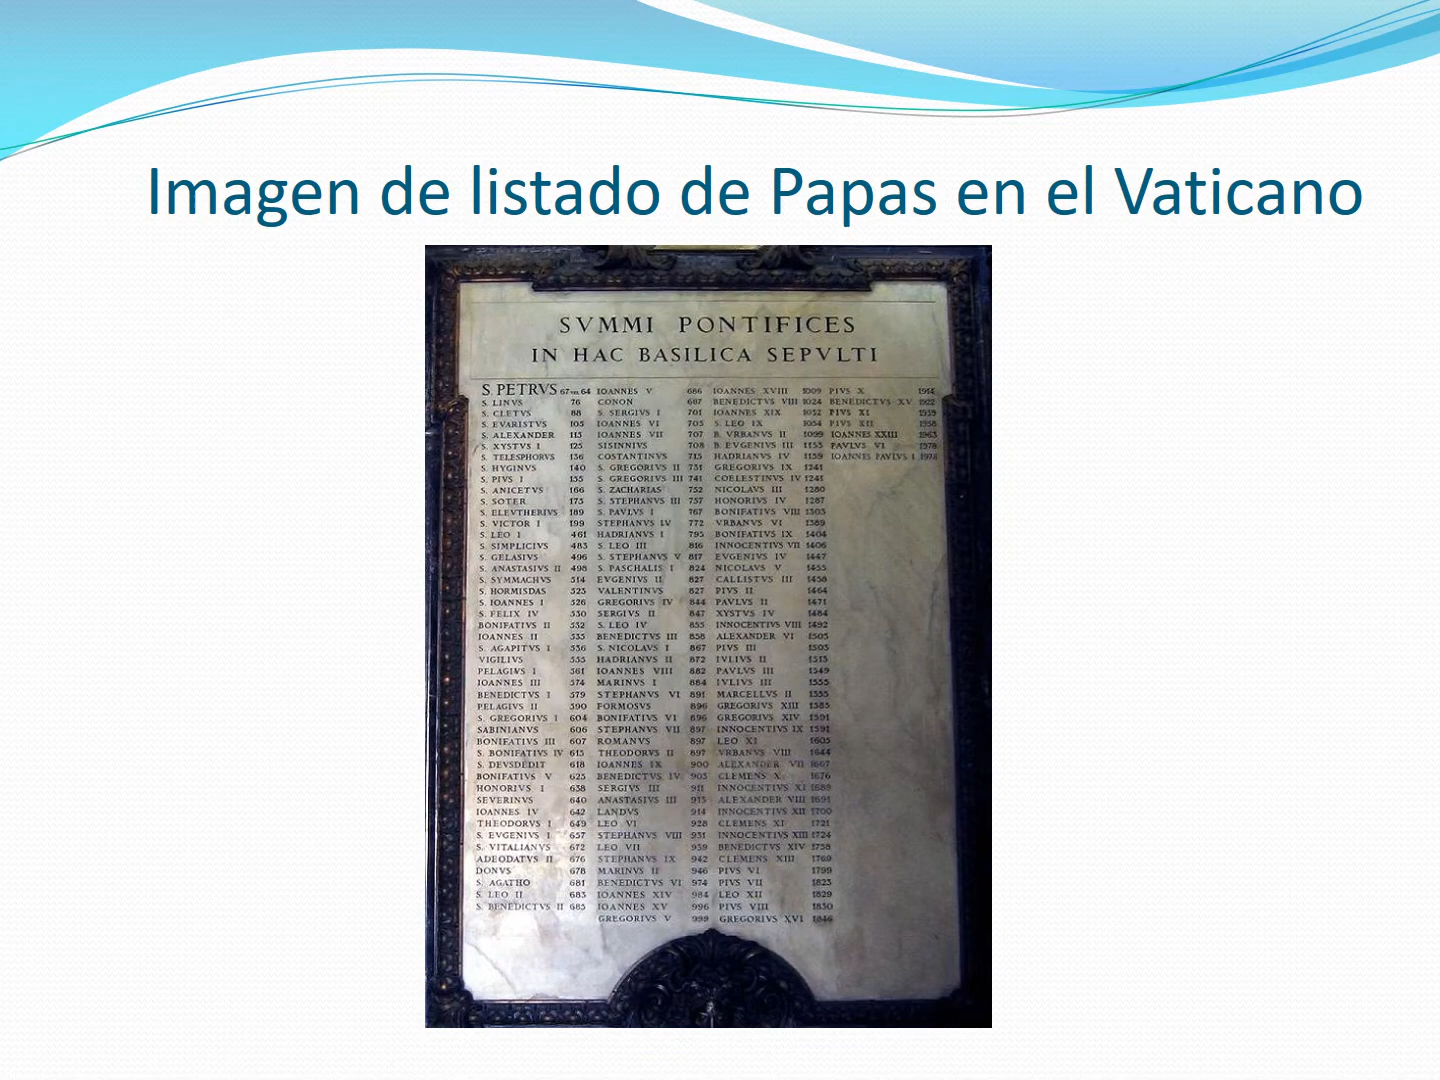 Imagen de listado de Papas en el Vaticano
SVMMI PONTIFICES
IN HAC BASILICA SEPVLTI
S. PETRVS 67 VEL 64
S. LINVS 76
S. CLETVS 88
S. EVARISTVS 105
S. ALEXANDER 115
S. XYSTVS I 125
S. TELESPHORVS 136
S. HYGINVS 140
S. PIVS I 155
S. ANICETVS 166
S. SOTER 175
S. ELEVTHERIVS 189
S. VICTOR I 199
S. LEO I 461
S. SIMPLICIVS 483
S. GELASIVS 496
S. ANASTASIVS II 498
S. SYMMACHVS 514
S. HORMISDAS 523
S. IOANNES I 526
S. FELIX IV 530
BONIFATIVS II 532
IOANNES II 535
S. AGAPITVS I 536
VIGILIVS 555
PELAGIVS I 561
IOANNES III 574
BENEDICTVS I 579
PELAGIVS II 590
S. GREGORIVS I 604
SABINIANVS 606
BONIFATIVS III 607
S. BONIFATIVS IV 615
S. DEVSDEDIT 618
BONIFATIVS V 625
HONORIVS I 638
SEVERINVS 640
IOANNES IV 642
THEODORVS I 649
S. EVGENIVS I 657
S. VITALIANVS 672
ADEODATVS II 676
DONVS 678
S. AGATHO 681
S. LEO II 683
S. BENEDICTVS II 685
IOANNES V 686
CONON 687
S. SERGIVS I 701
IOANNES VI 705
IOANNES VII 707
SISINNIVS 708
COSTANTINVS 715
S. GREGORIVS II 731
S. GREGORIVS III 741
S. ZACHARIAS 752
S. STEPHANVS III 757
S. PAVLVS I 767
STEPHANVS IV 772
HADRIANVS I 795
S. LEO III 816
S. STEPHANVS V 817
S. PASCHALIS I 824
EVGENIVS II 827
VALENTINVS 827
GREGORIVS IV 844
SERGIVS II 847
S. LEO IV 855
BENEDICTVS III 858
S. NICOLAVS I 867
HADRIANVS II 872
IOANNES VIII 882
MARINVS I 884
STEPHANVS VI 891
FORMOSVS 896
BONIFATIVS VI 896
STEPHANVS VII 897
ROMANVS 897
THEODORVS II 897
IOANNES IX 900
BENEDICTVS IV 903
SERGIVS III 911
ANASTASIVS III 913
LANDVS 914
LEO VI 928
STEPHANVS VIII 931
LEO VII 939
STEPHANVS IX 942
MARINVS II 946
BENEDICTVS VI 974
IOANNES XIV 984
IOANNES XV 996
GREGORIVS V 999
IOANNES XVIII 1009
BENEDICTVS VIII 1024
IOANNES XIX 1032
S. LEO IX 1054
B. VRBANVS II 1099
B. EVGENIVS III 1153
HADRIANVS IV 1159
GREGORIVS IX 1241
COELESTINVS IV 1241
NICOLAVS III 1280
HONORIVS IV 1287
BONIFATIVS VIII 1303
VRBANVS VI 1389
BONIFATIVS IX 1404
INNOCENTIVS VII 1406
EVGENIVS IV 1447
NICOLAVS V 1455
CALLISTVS III 1458
PIVS II 1464
PAVLVS II 1471
XYSTVS IV 1484
INNOCENTIVS VIII 1492
ALEXANDER VI 1503
PIVS III 1503
IVLIVS II 1513
PAVLVS III 1549
IVLIVS III 1555
MARCELLVS II 1555
GREGORIVS XIII 1585
GREGORIVS XIV 1591
INNOCENTIVS IX 1591
LEO XI 1605
VRBANVS VIII 1644
ALEXANDER VII 1667
CLEMENS X 1676
INNOCENTIVS XI 1689
ALEXANDER VIII 1691
INNOCENTIVS XII 1700
CLEMENS XI 1721
INNOCENTIVS XIII 1724
BENEDICTVS XIV 1758
CLEMENS XIII 1769
PIVS VI 1799
PIVS VII 1823
LEO XII 1829
PIVS VIII 1830
GREGORIVS XVI 1846
PIVS X 1914
BENEDICTVS XV 1922
PIVS XI 1939
PIVS XII 1958
IOANNES XXIII 1963
PAVLVS VI 1978
IOANNES PAVLVS I 1978